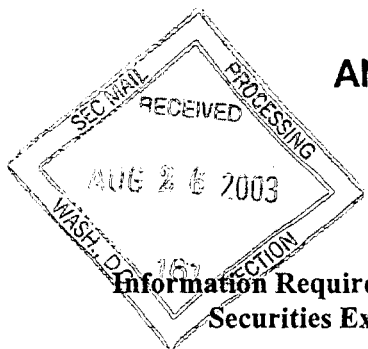 AN
SEC MAIL PROCESSING
RECEIVED
AUG 2 6 2003
WASH., D.C. SECTION
Information Require
Securities Ex